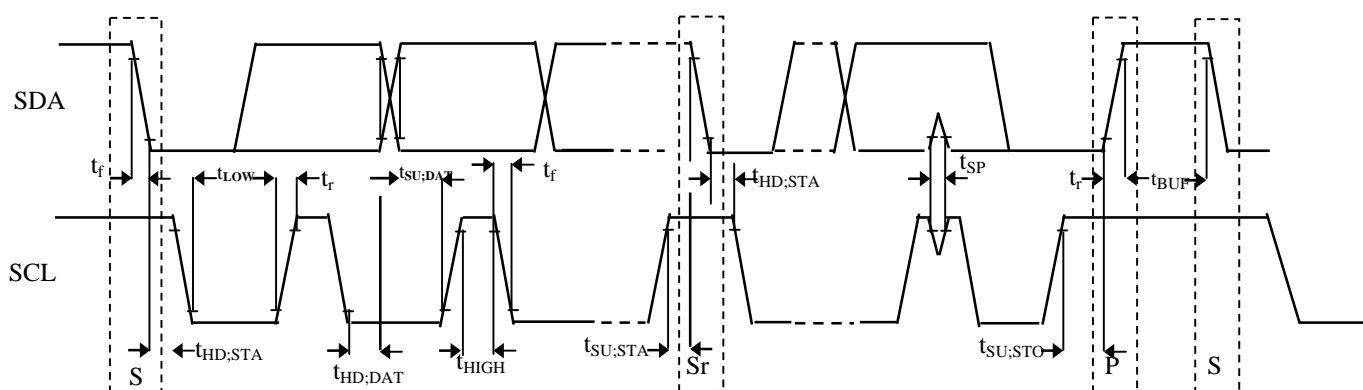 SDA
t_f
t_LOW
t_r
t_SU;DAT
t_f
t_HD;STA
t_SP
t_r
t_BUF
SCL
S
t_HD;STA
t_HD;DAT
t_HIGH
t_SU;STA
Sr
t_SU;STO
P
S